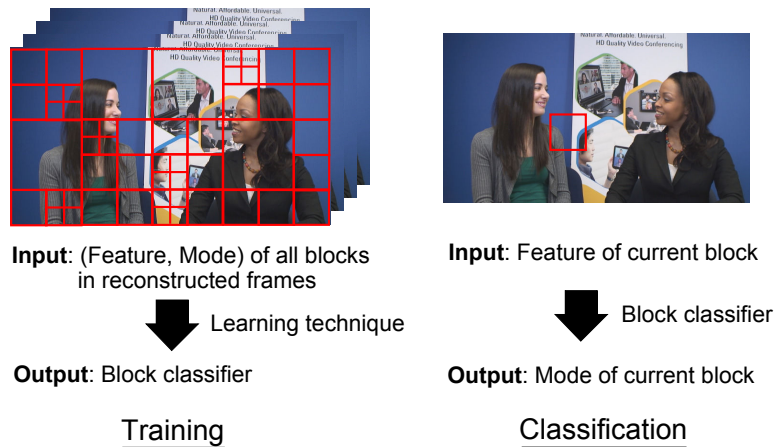 Natural. Affordable. Universal.
HD Quality Video Conferencing
Natural. Affordable. Universal.
HD Quality Video Conferencing
Input: (Feature, Mode) of all blocks
in reconstructed frames
Learning technique
Output: Block classifier
Training
Input: Feature of current block
Block classifier
Output: Mode of current block
Classification